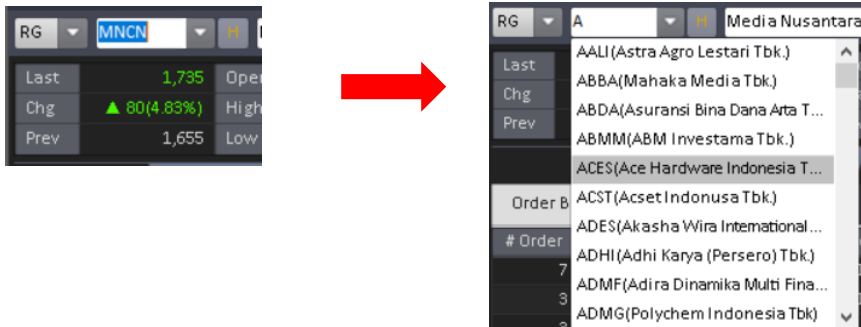 RG MNCN H
Last 1,735 Oper
Chg ▲ 80(4.83%) High
Prev 1,655 Low
RG A H Media Nusantara
AALI(Astra Agro Lestari Tbk.)
Last
ABBA(Mahaka Media Tbk.)
Chg
ABDA(Asuransi Bina Dana Arta T...
Prev
ABMM(ABM Investama Tbk.)
ACES(Ace Hardware Indonesia T...
Order B
ACST(Acset Indonusa Tbk.)
ADES(Akasha Wira International...
# Order
ADHI(Adhi Karya (Persero) Tbk.)
7
ADMF(Adira Dinamika Multi Fina...
3
ADMG(Polychem Indonesia Tbk)